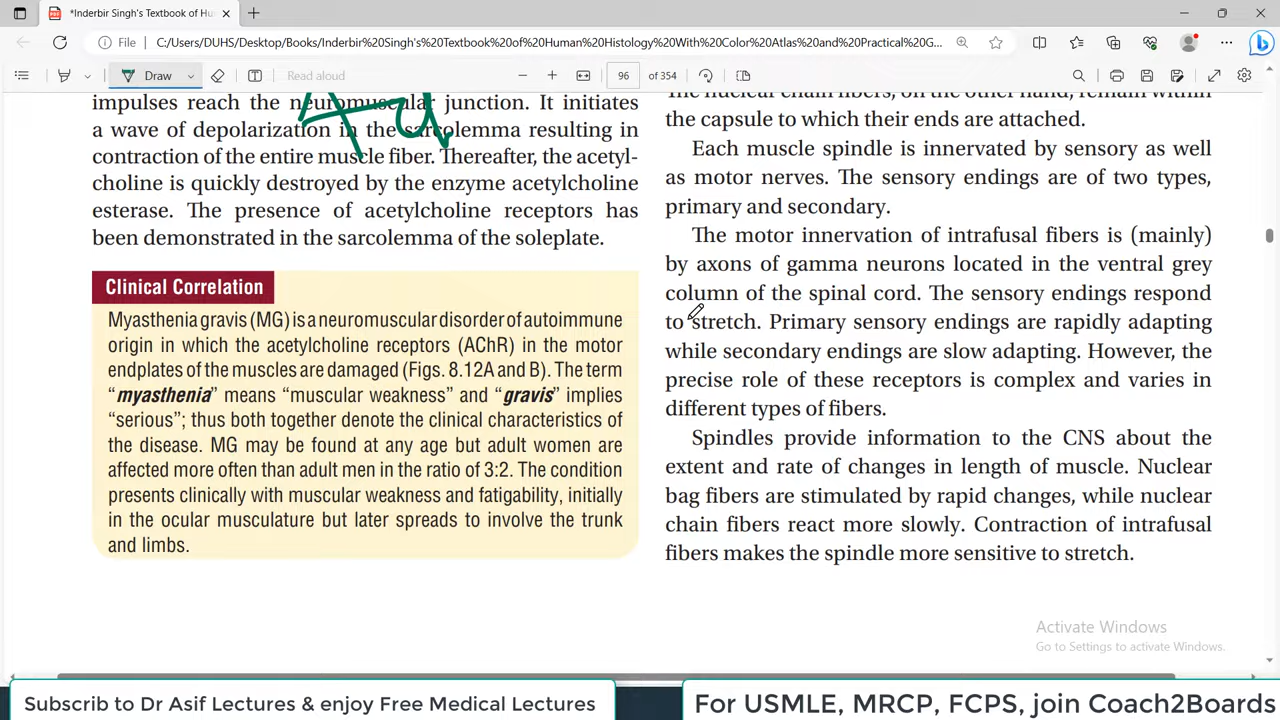 *Inderbir Singh's Textbook of Hu
File
C:/Users/DUHS/Desktop/Books/Inderbir%20Singh's%20Textbook%20of%20Human%20Histology%20With%20Color%20Atlas%20and%20Practical%20G...
Draw
Read aloud
96 of 354
impulses reach the neuromuscular junction. It initiates
a wave of depolarization in the sarcolemma resulting in
contraction of the entire muscle fiber. Thereafter, the acetyl-
choline is quickly destroyed by the enzyme acetylcholine
esterase. The presence of acetylcholine receptors has
been demonstrated in the sarcolemma of the soleplate.
Clinical Correlation
Myasthenia gravis (MG) is a neuromuscular disorder of autoimmune
origin in which the acetylcholine receptors (AChR) in the motor
endplates of the muscles are damaged (Figs. 8.12A and B). The term
“myasthenia” means “muscular weakness” and “gravis” implies
“serious”; thus both together denote the clinical characteristics of
the disease. MG may be found at any age but adult women are
affected more often than adult men in the ratio of 3:2. The condition
presents clinically with muscular weakness and fatigability, initially
in the ocular musculature but later spreads to involve the trunk
and limbs.
The nuclear chain fibers, on the other hand, remain within
the capsule to which their ends are attached.
Each muscle spindle is innervated by sensory as well
as motor nerves. The sensory endings are of two types,
primary and secondary.
The motor innervation of intrafusal fibers is (mainly)
by axons of gamma neurons located in the ventral grey
column of the spinal cord. The sensory endings respond
to stretch. Primary sensory endings are rapidly adapting
while secondary endings are slow adapting. However, the
precise role of these receptors is complex and varies in
different types of fibers.
Spindles provide information to the CNS about the
extent and rate of changes in length of muscle. Nuclear
bag fibers are stimulated by rapid changes, while nuclear
chain fibers react more slowly. Contraction of intrafusal
fibers makes the spindle more sensitive to stretch.
Activate Windows
Go to Settings to activate Windows.
Subscrib to Dr Asif Lectures & enjoy Free Medical Lectures
For USMLE, MRCP, FCPS, join Coach2Boards